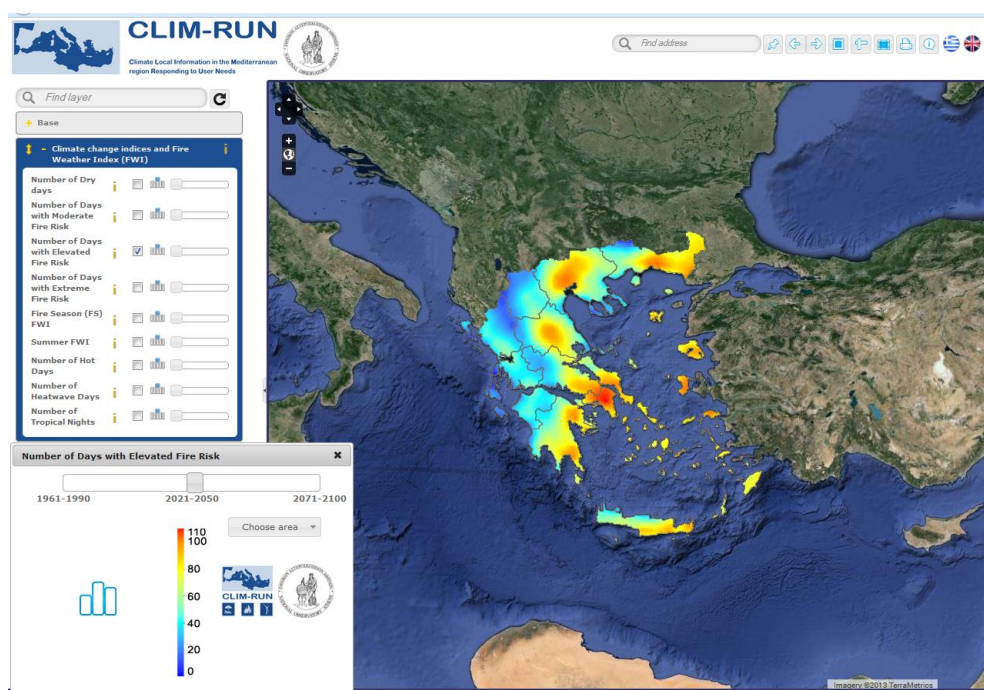 CLIM-RUN
Climate Local Information in the Mediterranean
region Responding to User Needs
Find address
Find layer
+ Base
- Climate change indices and Fire
Weather Index (FWI)
Number of Dry
days
Number of Days
with Moderate
Fire Risk
Number of Days
with Elevated
Fire Risk
Number of Days
with Extreme
Fire Risk
Fire Season (FS)
FWI
Summer FWI
Number of Hot
Days
Number of
Heatwave Days
Number of
Tropical Nights
Number of Days with Elevated Fire Risk
1961-1990 2021-2050 2071-2100
Choose area
110
100
80
60
40
20
0
CLIM-RUN
Imagery ©2013 TerraMetrics